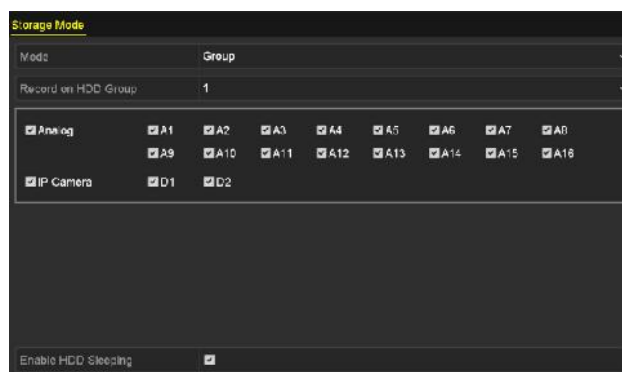 Storage Mode
Mode Group
Record on HDD Group 1
Analog A1 A2 A3 A4 A5 A6 A7 A8
A9 A10 A11 A12 A13 A14 A15 A16
IP Camera D1 D2
Enable HDD Sleeping